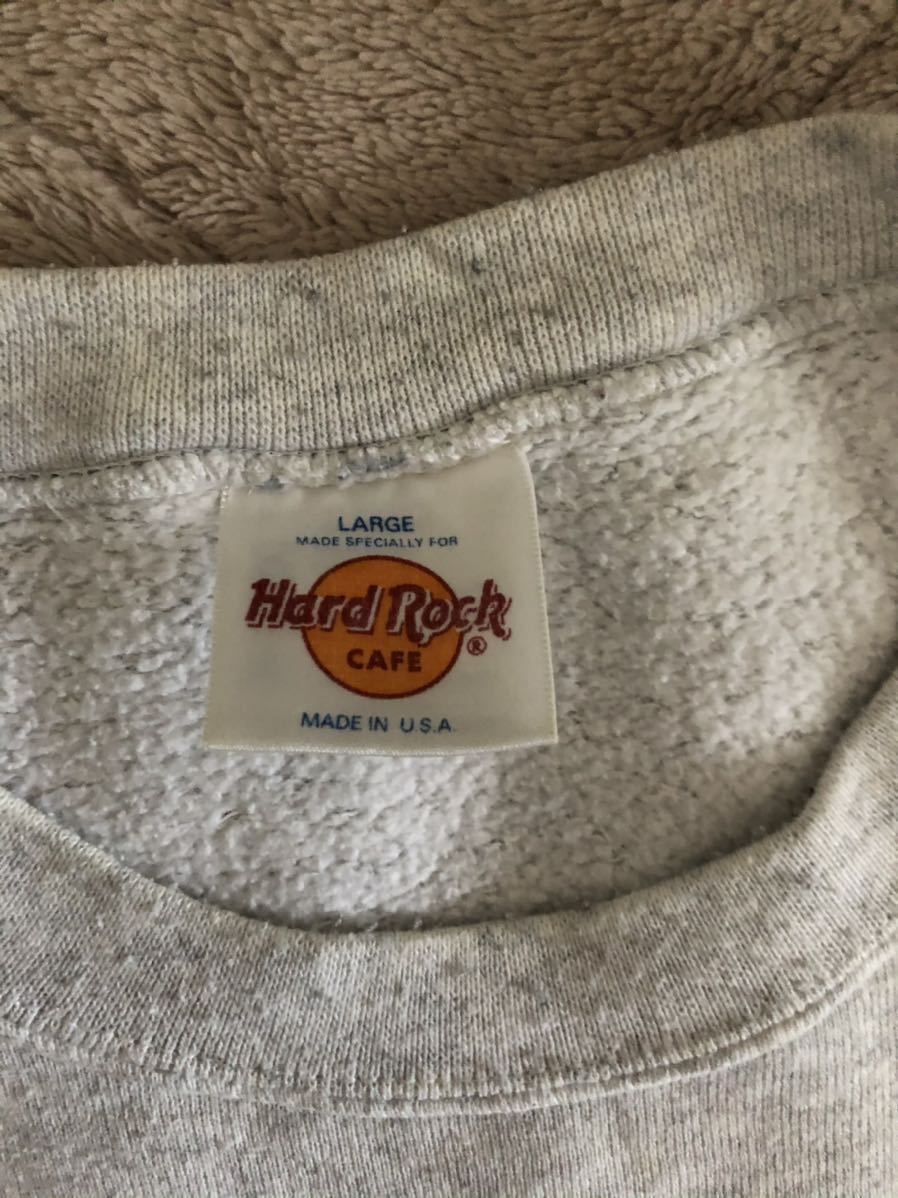 LARGE
MADE SPECIALLY FOR
Hard Rock
CAFE ®
MADE IN U.S.A.